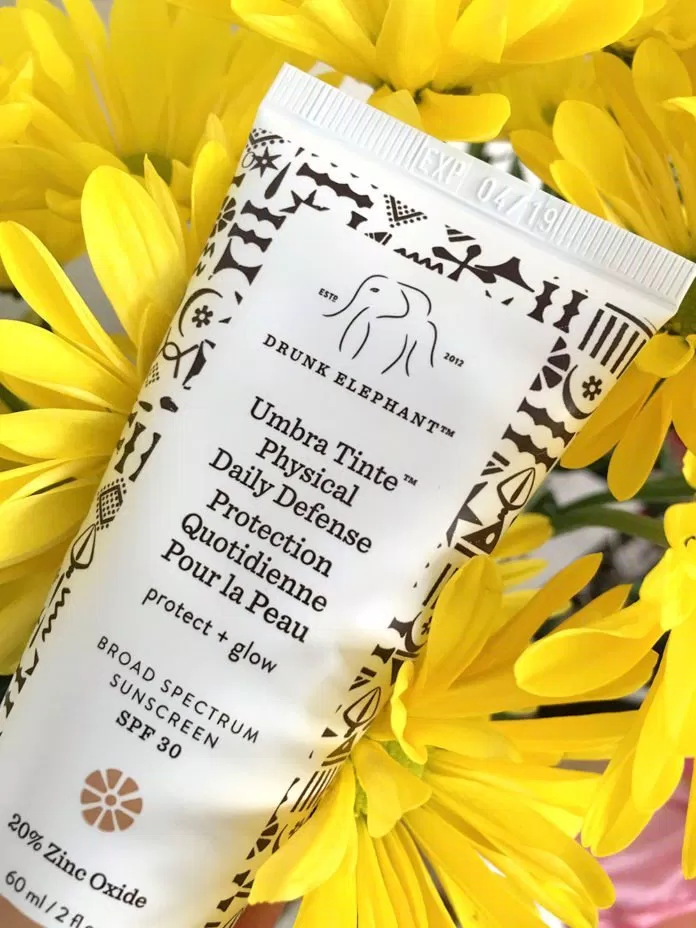 EXP 04/19
ESTD 2012
DRUNK ELEPHANT™
Umbra Tinte™
Physical
Daily Defense
Protection
Quotidienne
Pour la Peau
protect + glow
BROAD SPECTRUM
SUNSCREEN
SPF 30
20% Zinc Oxide
60 ml / 2 fl